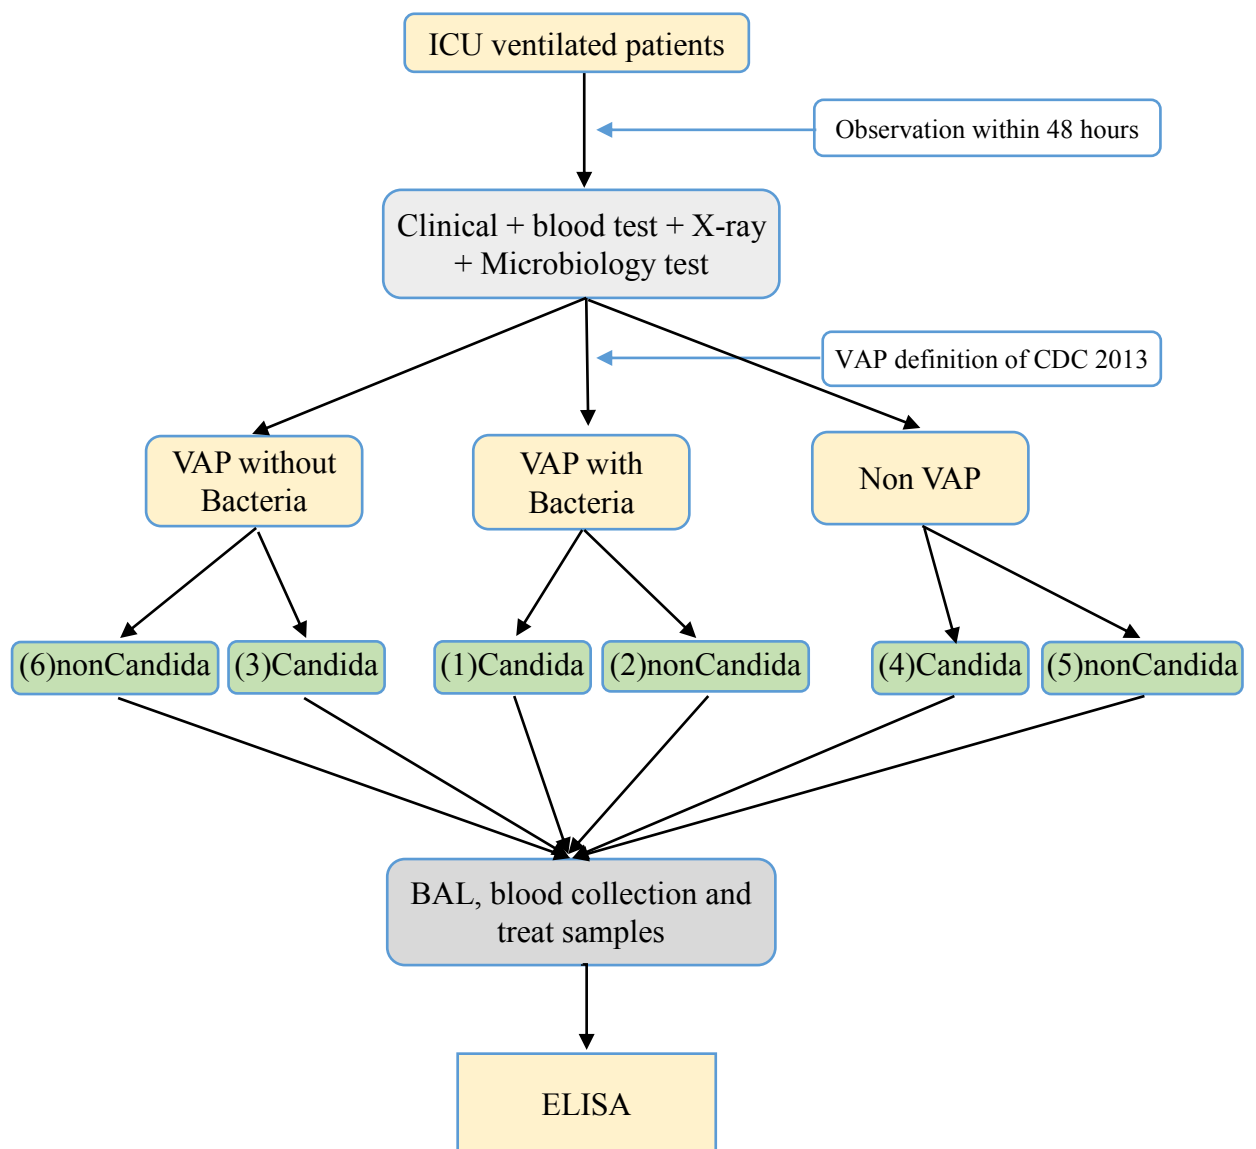 ICU ventilated patients
Observation within 48 hours
Clinical + blood test + X-ray
+ Microbiology test
VAP definition of CDC 2013
VAP without
Bacteria
VAP with
Bacteria
Non VAP
(6)nonCandida
(3)Candida
(1)Candida
(2)nonCandida
(4)Candida
(5)nonCandida
BAL, blood collection and
treat samples
ELISA